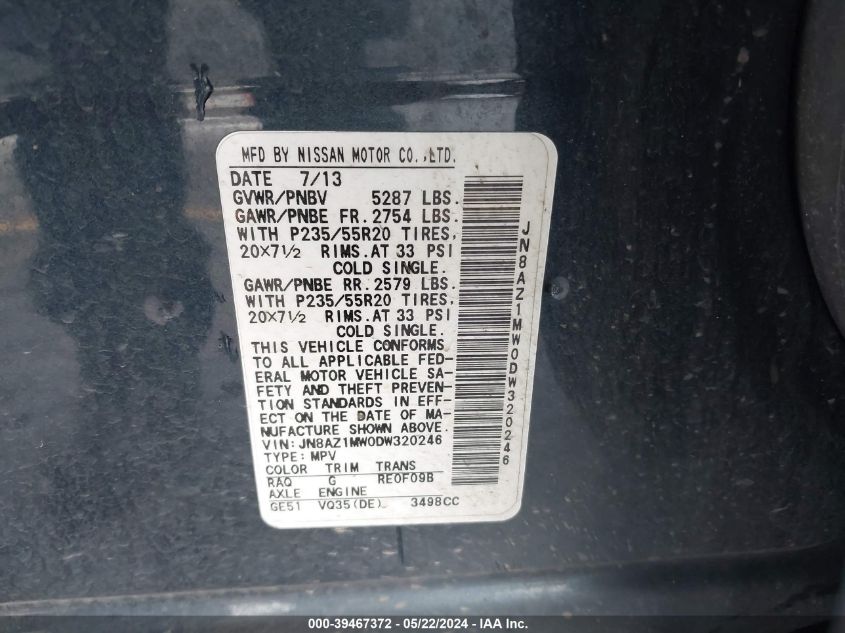 MFD BY NISSAN MOTOR CO.,LTD.
DATE 7/13
GVWR/PNBV 5287 LBS.
GAWR/PNBE FR. 2754 LBS.
WITH P235/55R20 TIRES,
20×7½ RIMS.AT 33 PSI
COLD SINGLE.
GAWR/PNBE RR. 2579 LBS.
WITH P235/55R20 TIRES,
20×7½ RIMS.AT 33 PSI
COLD SINGLE.
THIS VEHICLE CONFORMS
TO ALL APPLICABLE FED-
ERAL MOTOR VEHICLE SA-
FETY AND THEFT PREVEN-
TION STANDARDS IN EFF-
ECT ON THE DATE OF MA-
NUFACTURE SHOWN ABOVE.
VIN: JN8AZ1MW0DW320246
TYPE: MPV
COLOR TRIM TRANS
RAQ G RE0F09B
AXLE ENGINE
GE51 VQ35(DE) 3498CC
JN8AZ1MW0DW320246
000-39467372 - 05/22/2024 - IAA Inc.